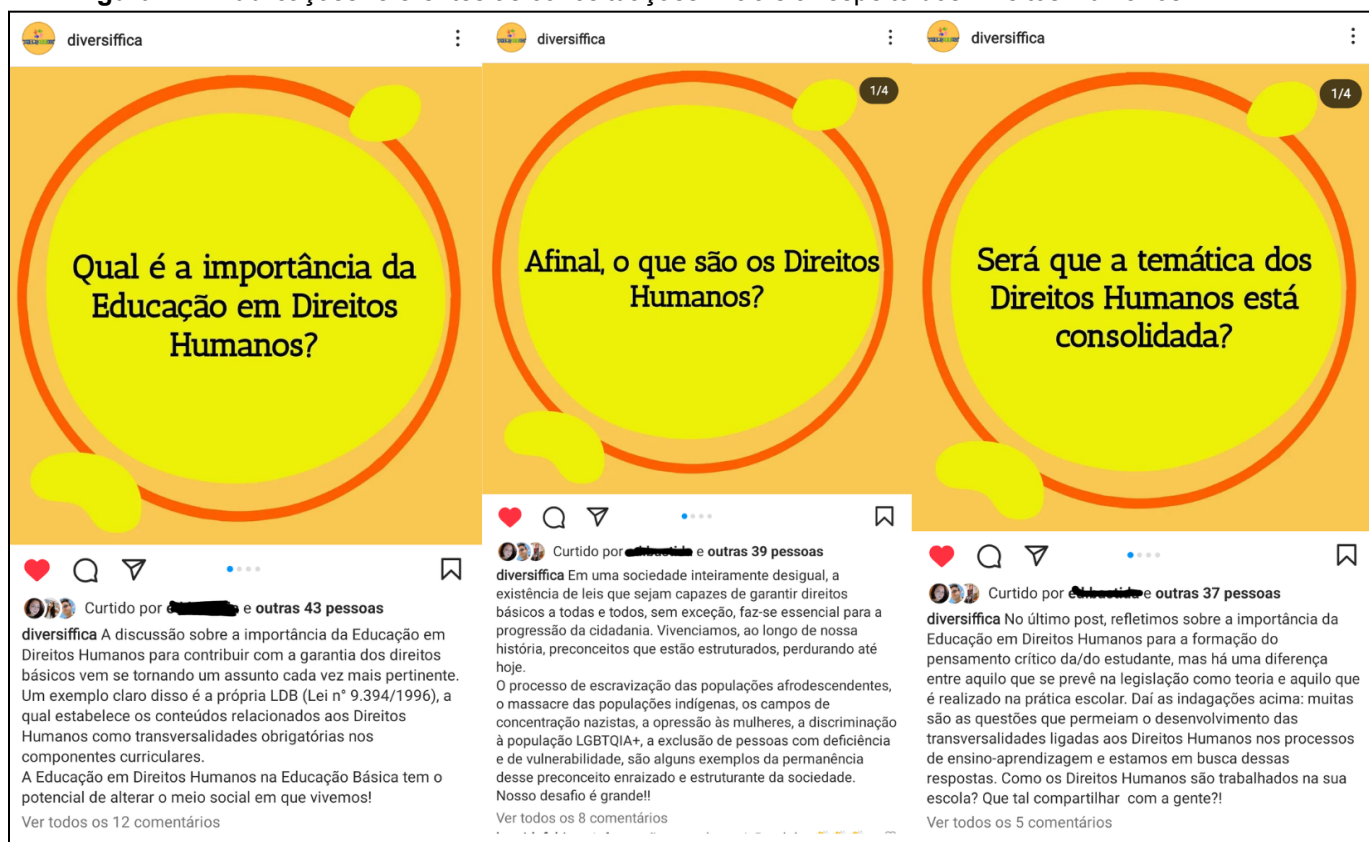 diversiffica
Qual é a importância da
Educação em Direitos
Humanos?
Curtido por e outras 43 pessoas
diversiffica A discussão sobre a importância da Educação em
Direitos Humanos para contribuir com a garantia dos direitos
básicos vem se tornando um assunto cada vez mais pertinente.
Um exemplo claro disso é a própria LDB (Lei n° 9.394/1996), a
qual estabelece os conteúdos relacionados aos Direitos
Humanos como transversalidades obrigatórias nos
componentes curriculares.
A Educação em Direitos Humanos na Educação Básica tem o
potencial de alterar o meio social em que vivemos!
Ver todos os 12 comentários
diversiffica
1/4
Afinal, o que são os Direitos
Humanos?
Curtido por e outras 39 pessoas
diversiffica Em uma sociedade inteiramente desigual, a
existência de leis que sejam capazes de garantir direitos
básicos a todas e todos, sem exceção, faz-se essencial para a
progressão da cidadania. Vivenciamos, ao longo de nossa
história, preconceitos que estão estruturados, perdurando até
hoje.
O processo de escravização das populações afrodescendentes,
o massacre das populações indígenas, os campos de
concentração nazistas, a opressão às mulheres, a discriminação
à população LGBTQIA+, a exclusão de pessoas com deficiência
e de vulnerabilidade, são alguns exemplos da permanência
desse preconceito enraizado e estruturante da sociedade.
Nosso desafio é grande!!
Ver todos os 8 comentários
diversiffica
1/4
Será que a temática dos
Direitos Humanos está
consolidada?
Curtido por e outras 37 pessoas
diversiffica No último post, refletimos sobre a importância da
Educação em Direitos Humanos para a formação do
pensamento crítico da/do estudante, mas há uma diferença
entre aquilo que se prevê na legislação como teoria e aquilo que
é realizado na prática escolar. Daí as indagações acima: muitas
são as questões que permeiam o desenvolvimento das
transversalidades ligadas aos Direitos Humanos nos processos
de ensino-aprendizagem e estamos em busca dessas
respostas. Como os Direitos Humanos são trabalhados na sua
escola? Que tal compartilhar com a gente?!
Ver todos os 5 comentários